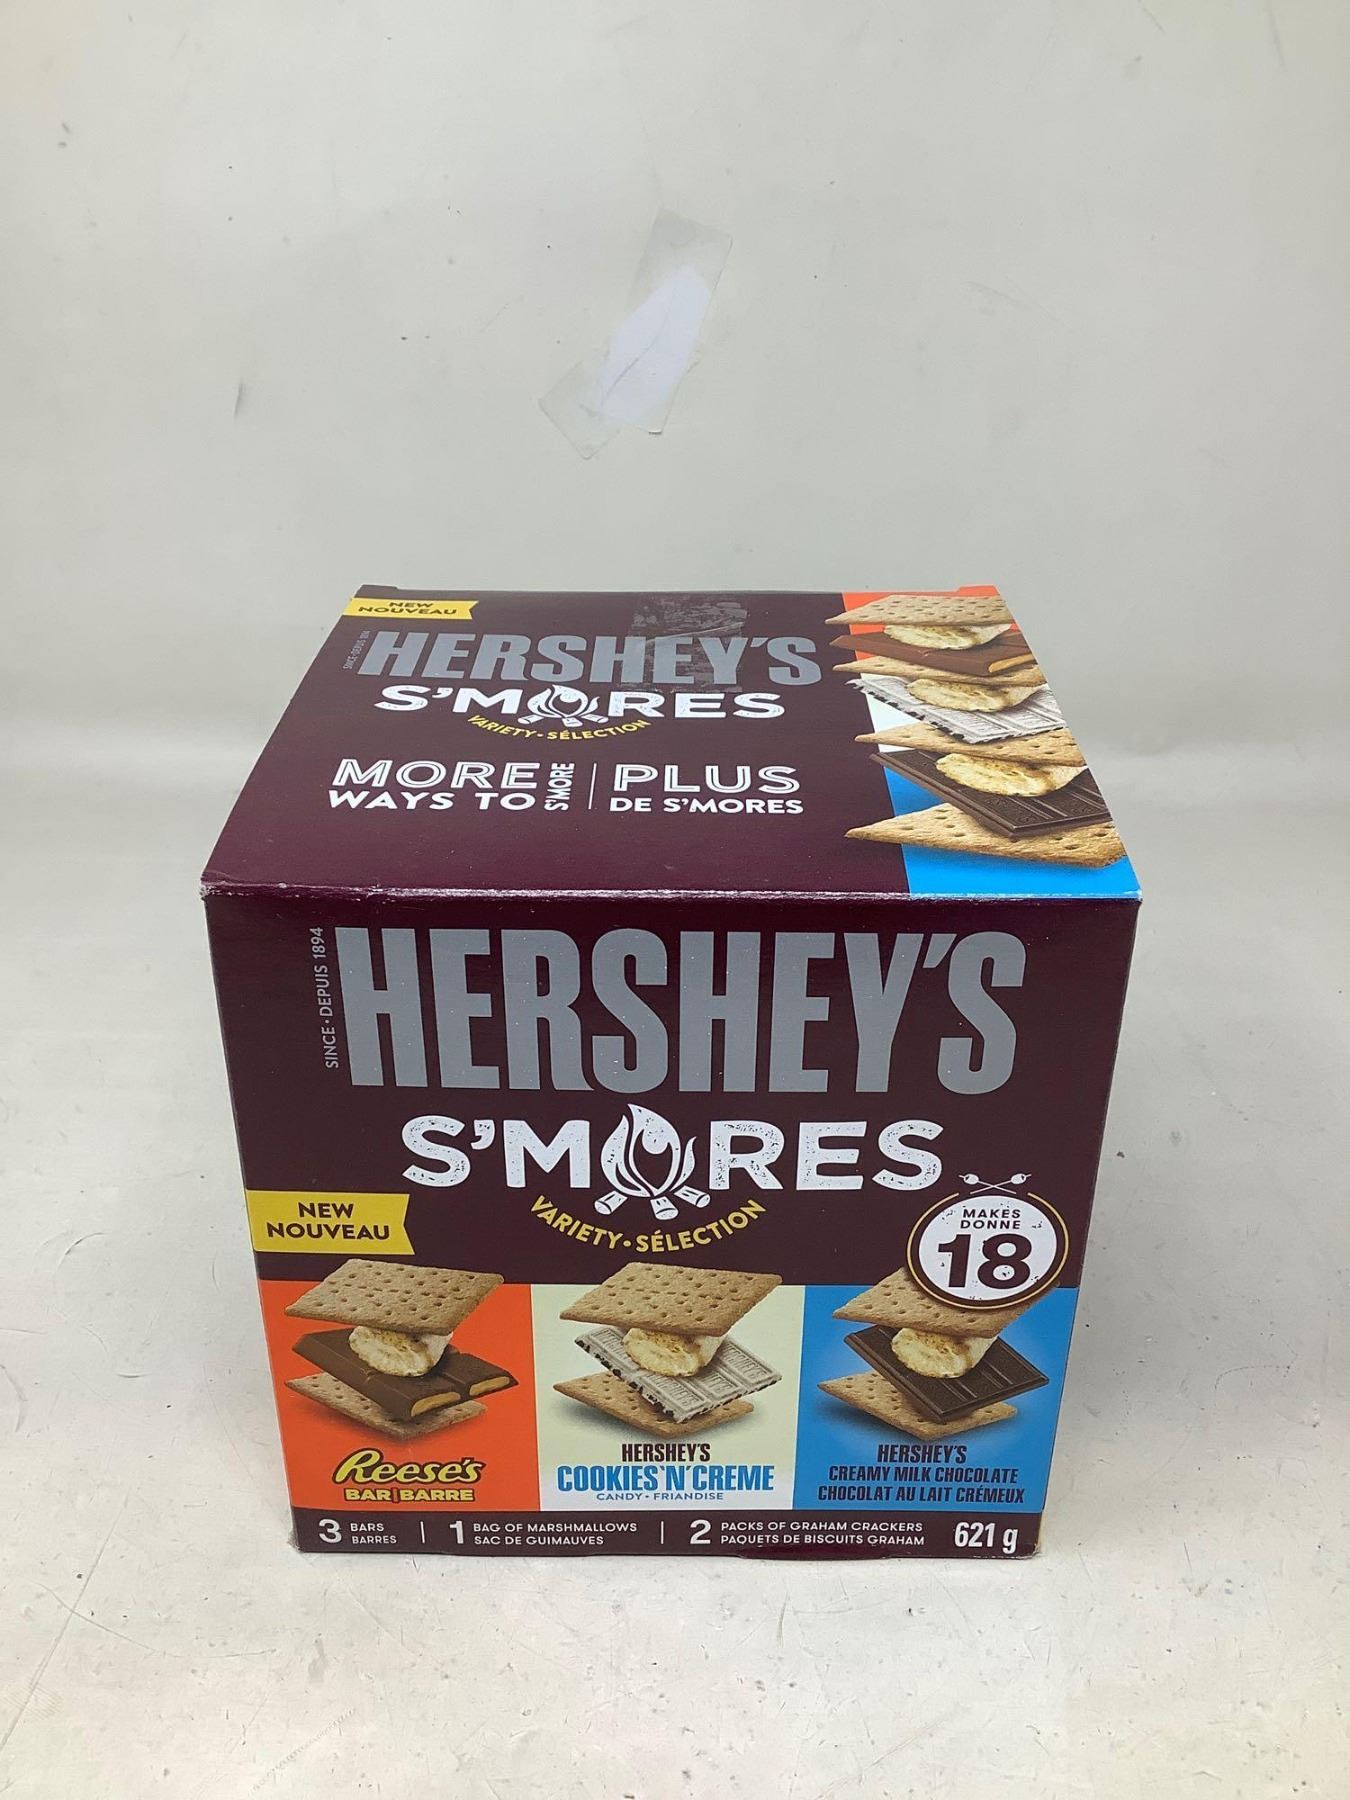 NEW
NOUVEAU
SINCE • DEPUIS 1894
HERSHEY'S
S'MORES
VARIETY • SÉLECTION
MORE WAYS TO S'MORE | PLUS DE S'MORES
SINCE • DEPUIS 1894
HERSHEY'S
S'MORES
VARIETY • SÉLECTION
NEW
NOUVEAU
MAKES
DONNE
18
Reese's
BAR | BARRE
HERSHEY'S
COOKIES 'N' CREME
CANDY • FRIANDISE
HERSHEY'S
CREAMY MILK CHOCOLATE
CHOCOLAT AU LAIT CRÉMEUX
3 BARS BARRES | 1 BAG OF MARSHMALLOWS SAC DE GUIMAUVES | 2 PACKS OF GRAHAM CRACKERS PAQUETS DE BISCUITS GRAHAM 621 g